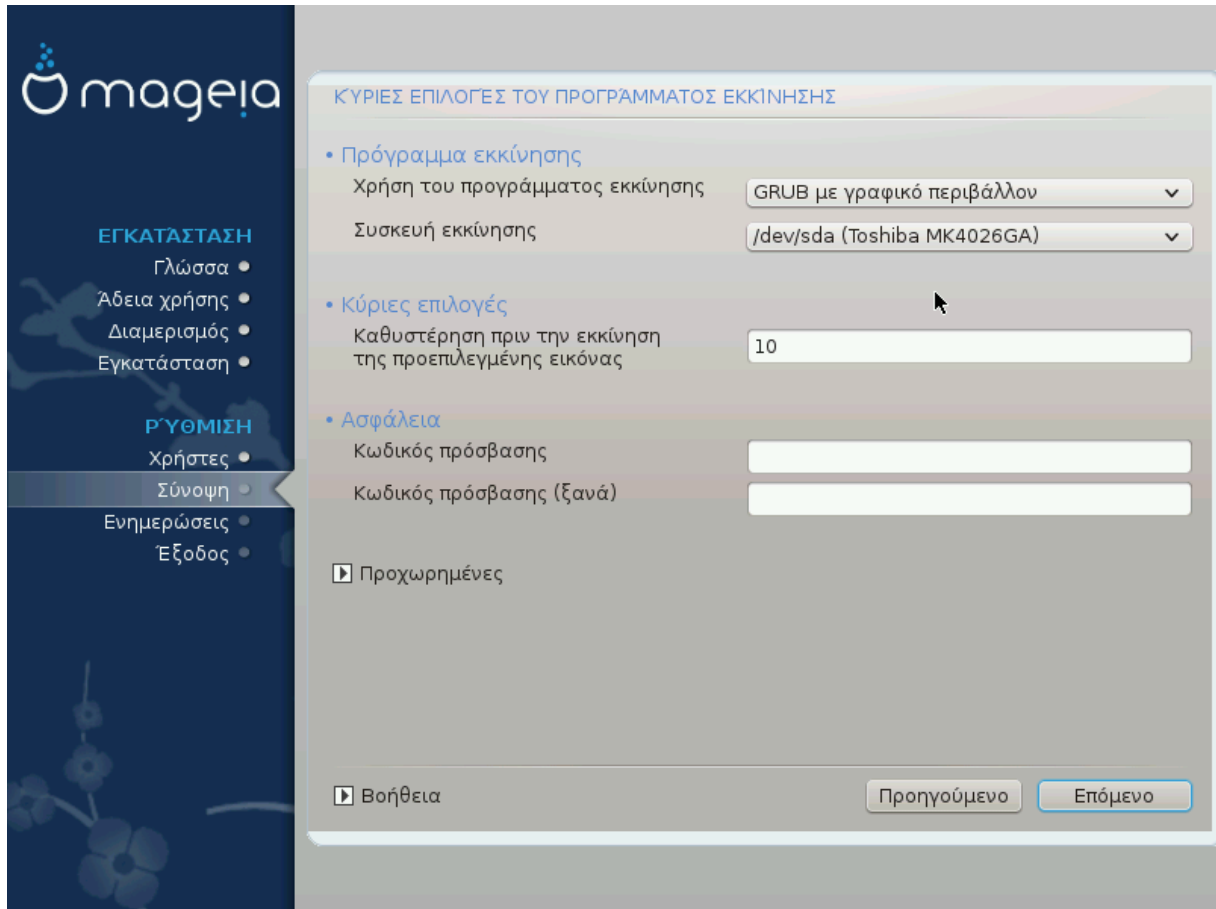 mageia
ΕΓΚΑΤΆΣΤΑΣΗ
Γλώσσα
Άδεια χρήσης
Διαμερισμός
Εγκατάσταση
ΡΎΘΜΙΣΗ
Χρήστες
Σύνοψη
Ενημερώσεις
Έξοδος
ΚΎΡΙΕΣ ΕΠΙΛΟΓΈΣ ΤΟΥ ΠΡΟΓΡΆΜΜΑΤΟΣ ΕΚΚΊΝΗΣΗΣ
• Πρόγραμμα εκκίνησης
Χρήση του προγράμματος εκκίνησης
GRUB με γραφικό περιβάλλον
Συσκευή εκκίνησης
/dev/sda (Toshiba MK4026GA)
• Κύριες επιλογές
Καθυστέρηση πριν την εκκίνηση
της προεπιλεγμένης εικόνας
10
• Ασφάλεια
Κωδικός πρόσβασης
Κωδικός πρόσβασης (ξανά)
Προχωρημένες
Βοήθεια
Προηγούμενο
Επόμενο